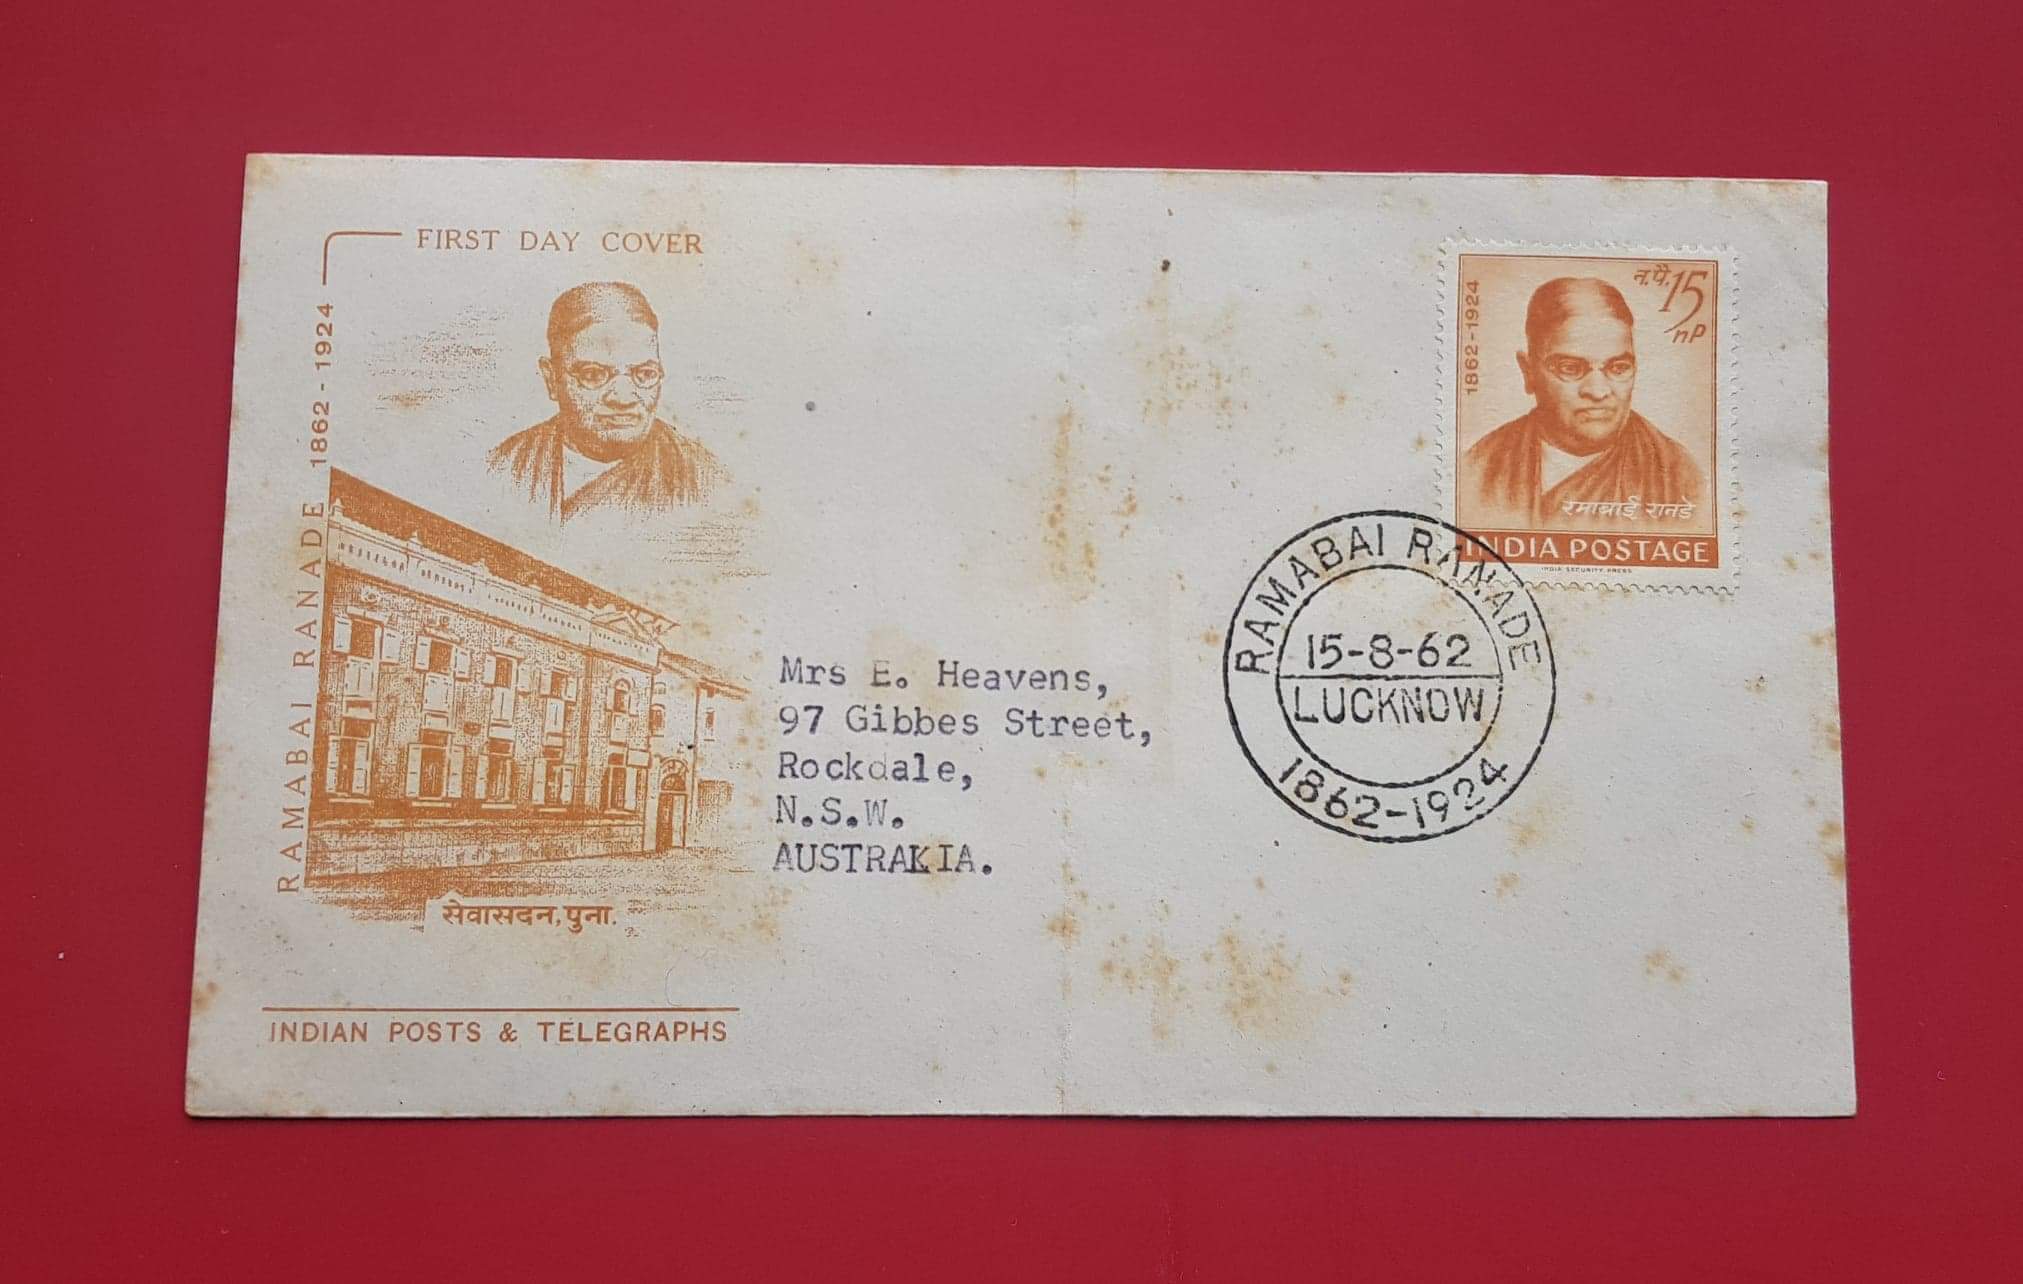 FIRST DAY COVER
RAMABAI RANADE 1862 - 1924
सेवासदन, पुना.
INDIAN POSTS & TELEGRAPHS
Mrs E. Heavens,
97 Gibbes Street,
Rockdale,
N.S.W.
AUSTRAKIA.
न.पै. 15
nP
1862-1924
रमाबाई रानडे
INDIA POSTAGE
INDIA SECURITY PRESS
RAMABAI RANADE
15-8-62
LUCKNOW
1862-1924